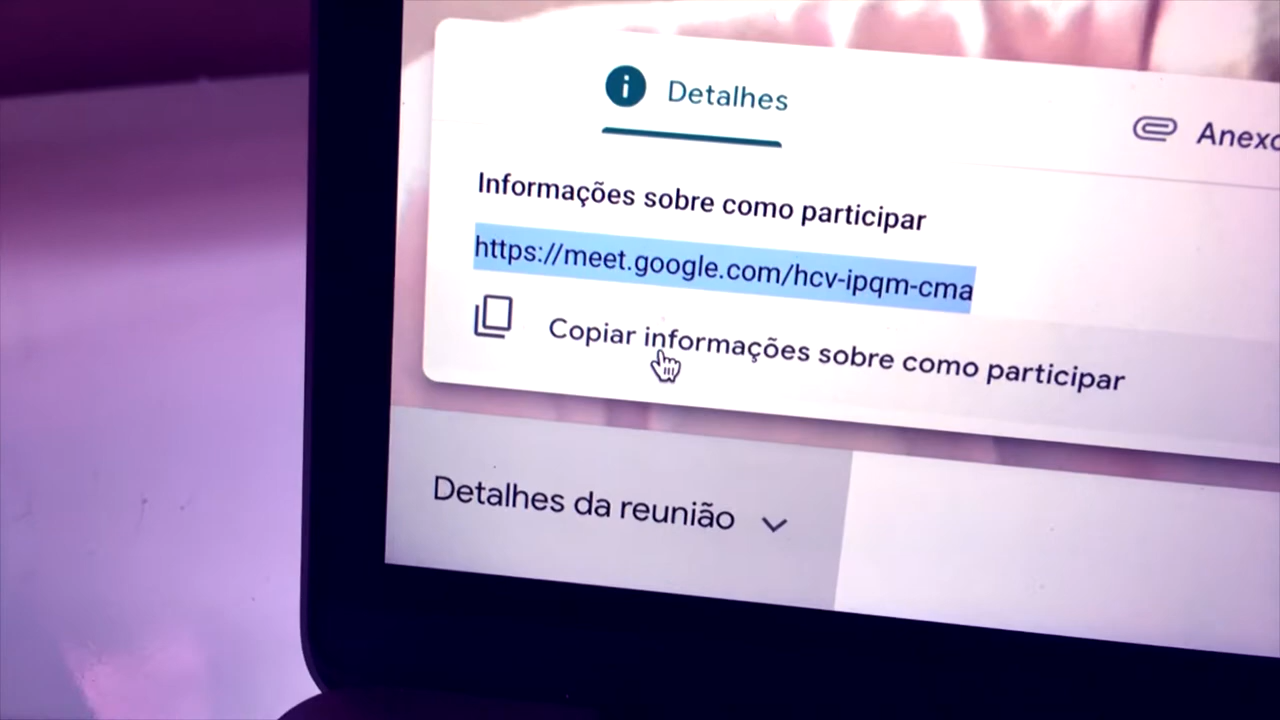 Detalhes
Informações sobre como participar
https://meet.google.com/hcv-ipqm-cma
Copiar informações sobre como participar
Detalhes da reunião